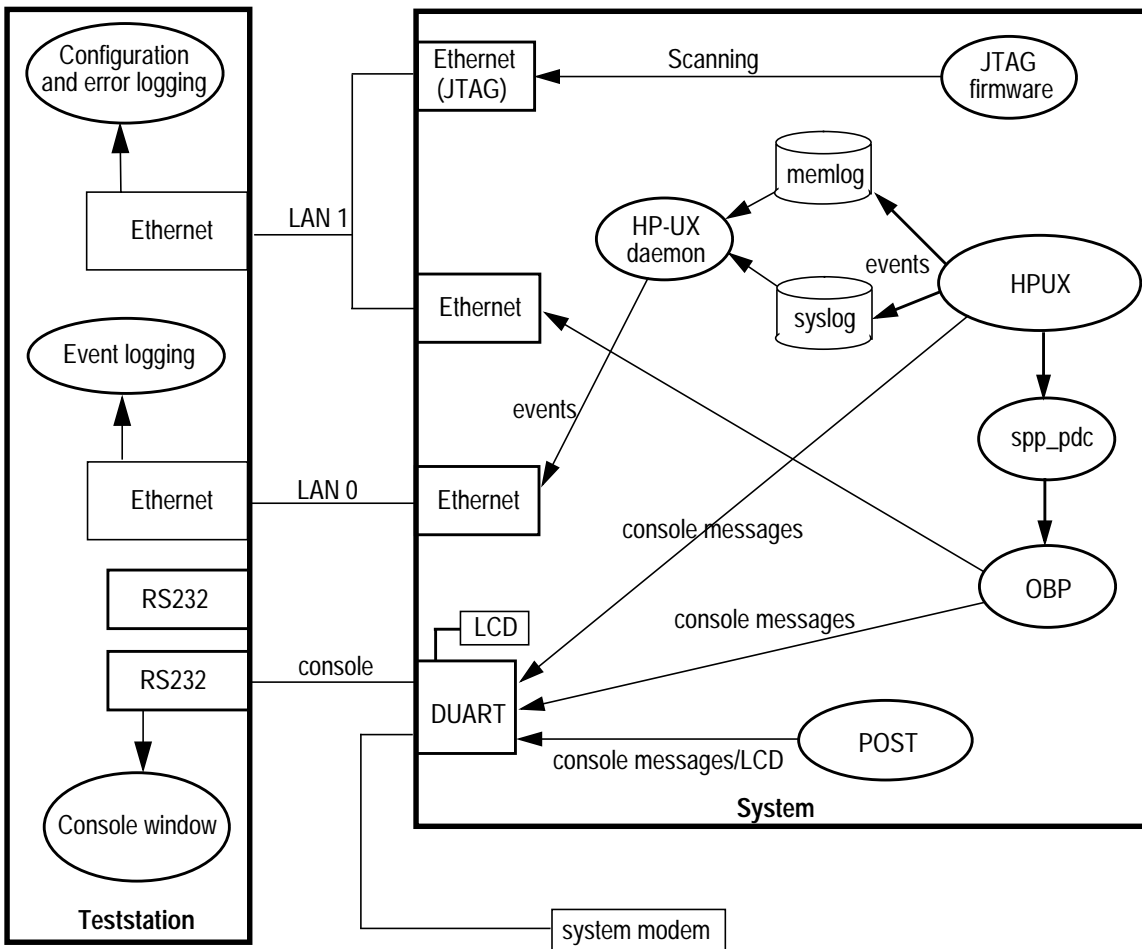 Configuration
and error logging
Ethernet
LAN 1
Event logging
Ethernet
LAN 0
RS232
RS232
console
Console window
Teststation
Ethernet
(JTAG)
Scanning
JTAG
firmware
memlog
HP-UX
daemon
events
HPUX
syslog
Ethernet
events
spp_pdc
Ethernet
console messages
OBP
LCD
console messages
DUART
POST
console messages/LCD
System
system modem